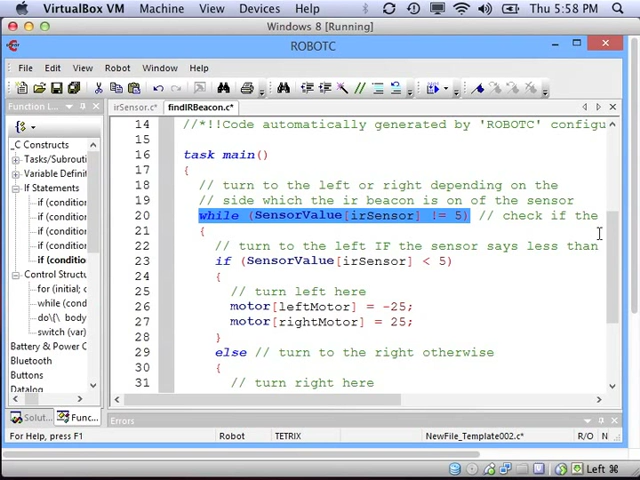 VirtualBox VM Machine View Devices Help Thu 5:58 PM
Windows 8 [Running]
ROBOTC
File Edit View Robot Window Help
Function L
irSensor.c* findIRBeacon.c*
_C Constructs
Tasks/Subrouti
Variable Definit
If Statements
if (condition
if (condition
if (condition
if (condition
Control Structur
for (initial; c
while (condi
do\{\ body
switch (var)
Battery & Power C
Bluetooth
Buttons
Datalog
14 //*!!Code automatically generated by 'ROBOTC' configu
15
16 task main()
17 {
18 // turn to the left or right depending on the
19 // side which the ir beacon is on of the sensor
20 while (SensorValue[irSensor] != 5) // check if the
21 {
22 // turn to the left IF the sensor says less than
23 if (SensorValue[irSensor] < 5)
24 {
25 // turn left here
26 motor[leftMotor] = -25;
27 motor[rightMotor] = 25;
28 }
29 else // turn to the right otherwise
30 {
31 // turn right here
Solut... Func...
Errors
For Help, press F1 Robot TETRIX NewFile_Template002.c* R/O N
Left ⌘